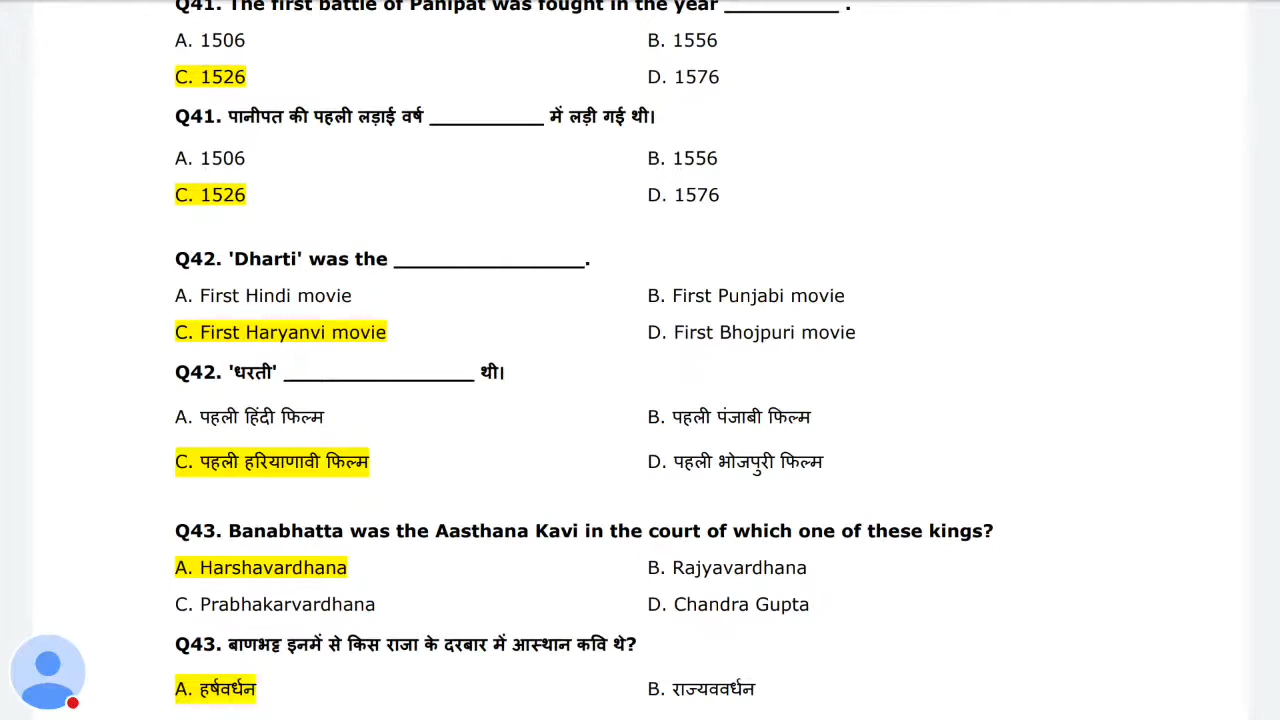 Q41. The first battle of Panipat was fought in the year __________ .
A. 1506 B. 1556
C. 1526 D. 1576
Q41. पानीपत की पहली लड़ाई वर्ष __________ में लड़ी गई थी।
A. 1506 B. 1556
C. 1526 D. 1576
Q42. 'Dharti' was the _________________.
A. First Hindi movie B. First Punjabi movie
C. First Haryanvi movie D. First Bhojpuri movie
Q42. 'धरती' _________________ थी।
A. पहली हिंदी फिल्म B. पहली पंजाबी फिल्म
C. पहली हरियाणावी फिल्म D. पहली भोजपुरी फिल्म
Q43. Banabhatta was the Aasthana Kavi in the court of which one of these kings?
A. Harshavardhana B. Rajyavardhana
C. Prabhakarvardhana D. Chandra Gupta
Q43. बाणभट्ट इनमें से किस राजा के दरबार में आस्थान कवि थे?
A. हर्षवर्धन B. राज्यववर्धन